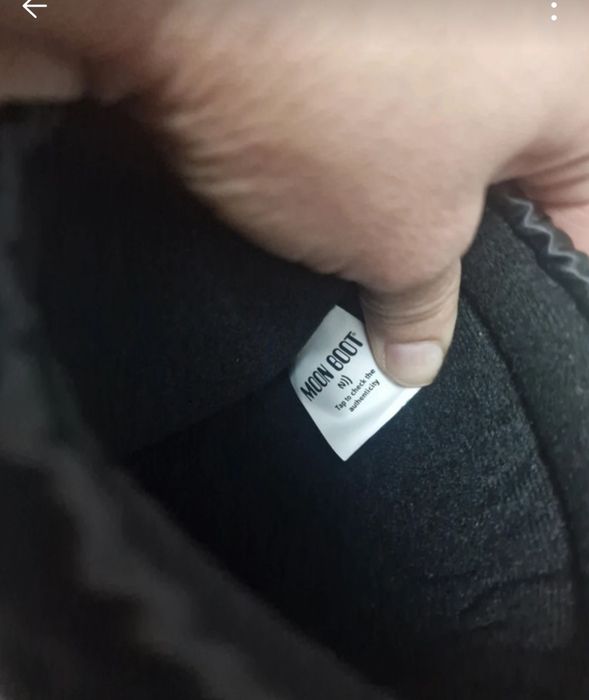 MOON BOOT
N))
Tap to check the
authenticity